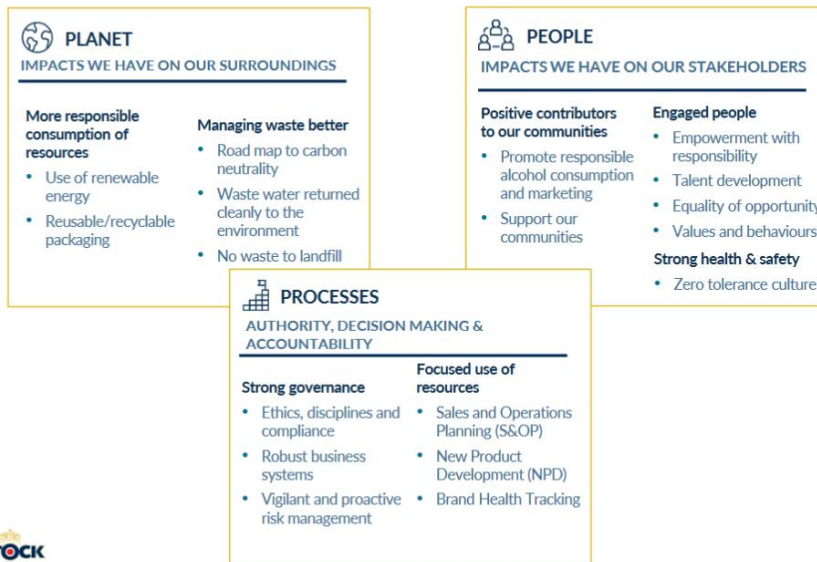 PLANET
IMPACTS WE HAVE ON OUR SURROUNDINGS
More responsible
consumption of
resources
• Use of renewable
energy
• Reusable/recyclable
packaging
Managing waste better
• Road map to carbon
neutrality
• Waste water returned
cleanly to the
environment
• No waste to landfill
PEOPLE
IMPACTS WE HAVE ON OUR STAKEHOLDERS
Positive contributors
to our communities
• Promote responsible
alcohol consumption
and marketing
• Support our
communities
Engaged people
• Empowerment with
responsibility
• Talent development
• Equality of opportunity
• Values and behaviours
Strong health & safety
• Zero tolerance culture
PROCESSES
AUTHORITY, DECISION MAKING &
ACCOUNTABILITY
Strong governance
• Ethics, disciplines and
compliance
• Robust business
systems
• Vigilant and proactive
risk management
Focused use of
resources
• Sales and Operations
Planning (S&OP)
• New Product
Development (NPD)
• Brand Health Tracking
TOCK